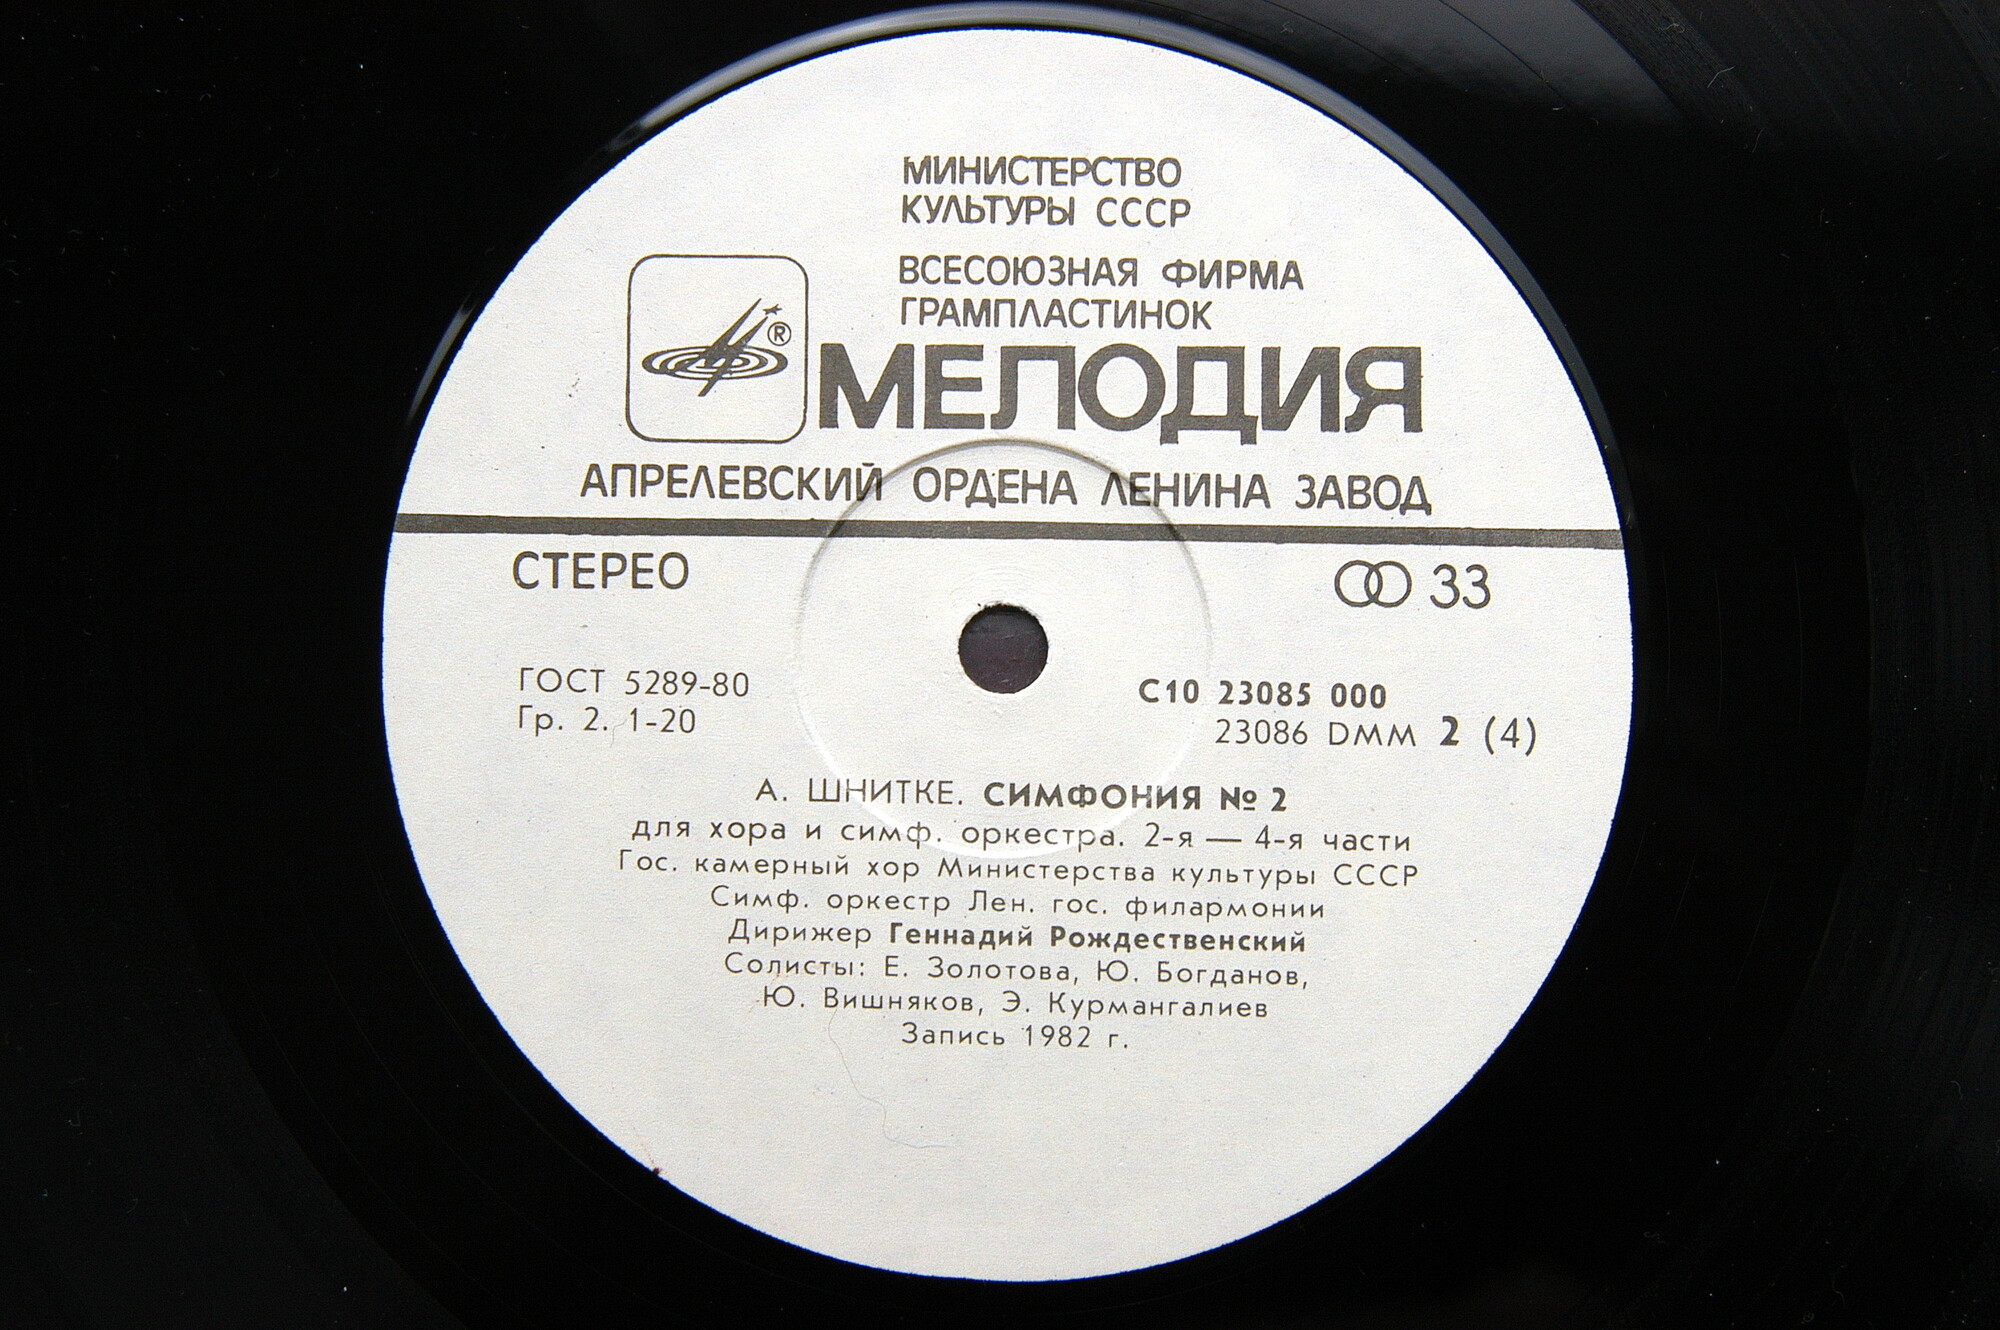 МИНИСТЕРСТВО
КУЛЬТУРЫ СССР
ВСЕСОЮЗНАЯ ФИРМА
ГРАМПЛАСТИНОК
®
МЕЛОДИЯ
АПРЕЛЕВСКИЙ ОРДЕНА ЛЕНИНА ЗАВОД
СТЕРЕО
33
ГОСТ 5289-80
Гр. 2. 1-20
С10 23085 000
23086 DMM 2 (4)
А. ШНИТКЕ. СИМФОНИЯ № 2
для хора и симф. оркестра. 2-я — 4-я части
Гос. камерный хор Министерства культуры СССР
Симф. оркестр Лен. гос. филармонии
Дирижер Геннадий Рождественский
Солисты: Е. Золотова, Ю. Богданов,
Ю. Вишняков, Э. Курмангалиев
Запись 1982 г.